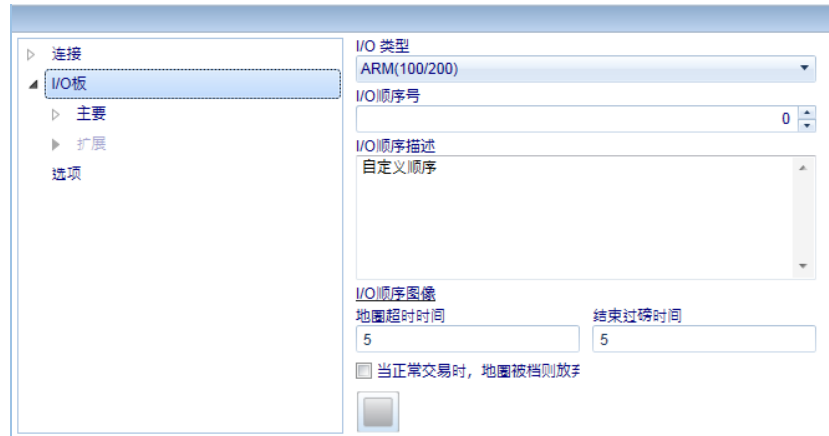 连接
I/O板
主要
扩展
选项
I/O 类型
ARM(100/200)
I/O顺序号
0
I/O顺序描述
自定义顺序
I/O顺序图像
地圈超时时间 结束过磅时间
5 5
当正常交易时，地圈被档则放